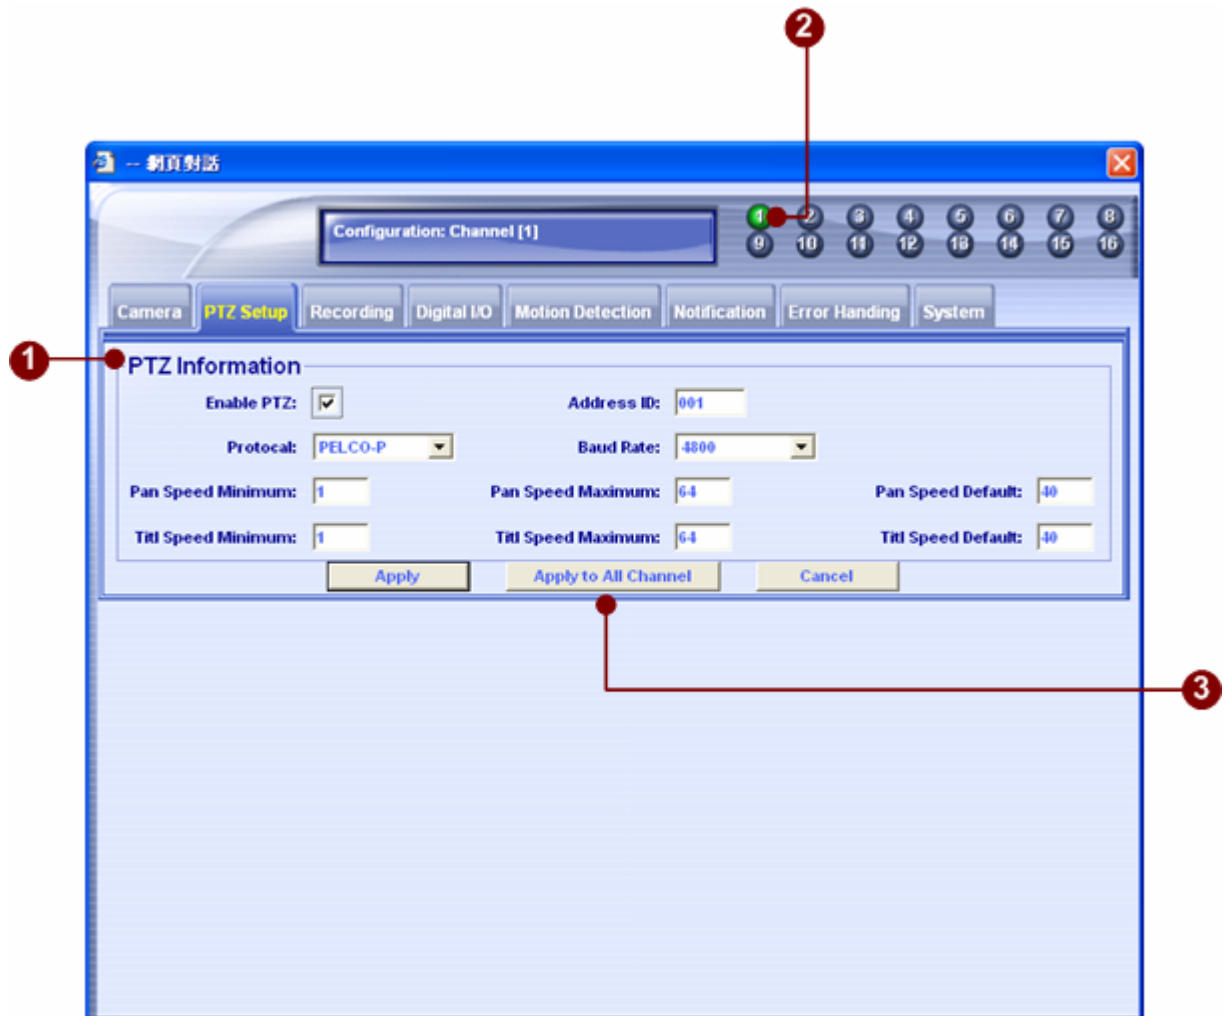 2
-- 網頁對話
Configuration: Channel [1]
1 2 3 4 5 6 7 8
9 10 11 12 13 14 15 16
Camera PTZ Setup Recording Digital I/O Motion Detection Notification Error Handing System
1
PTZ Information
Enable PTZ: Address ID: 001
Protocal: PELCO-P Baud Rate: 4800
Pan Speed Minimum: 1 Pan Speed Maximum: 64 Pan Speed Default: 40
Titl Speed Minimum: 1 Titl Speed Maximum: 64 Titl Speed Default: 40
Apply Apply to All Channel Cancel
3